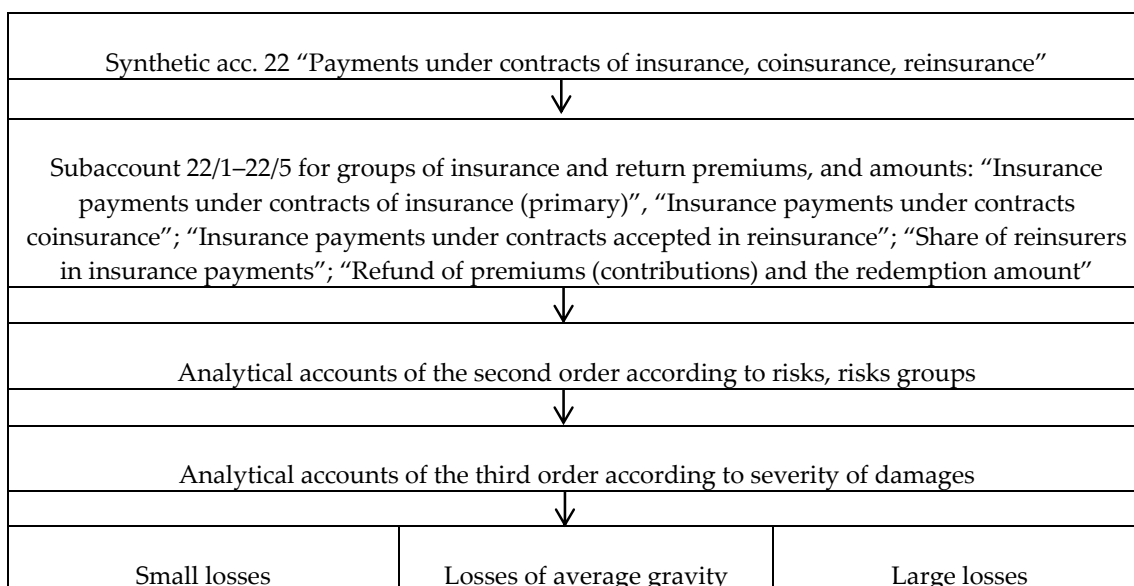 Synthetic acc. 22 “Payments under contracts of insurance, coinsurance, reinsurance”
Subaccount 22/1–22/5 for groups of insurance and return premiums, and amounts: “Insurance
payments under contracts of insurance (primary)”, “Insurance payments under contracts
coinsurance”; “Insurance payments under contracts accepted in reinsurance”; “Share of reinsurers
in insurance payments”; “Refund of premiums (contributions) and the redemption amount”
Analytical accounts of the second order according to risks, risks groups
Analytical accounts of the third order according to severity of damages
Small losses
Losses of average gravity
Large losses